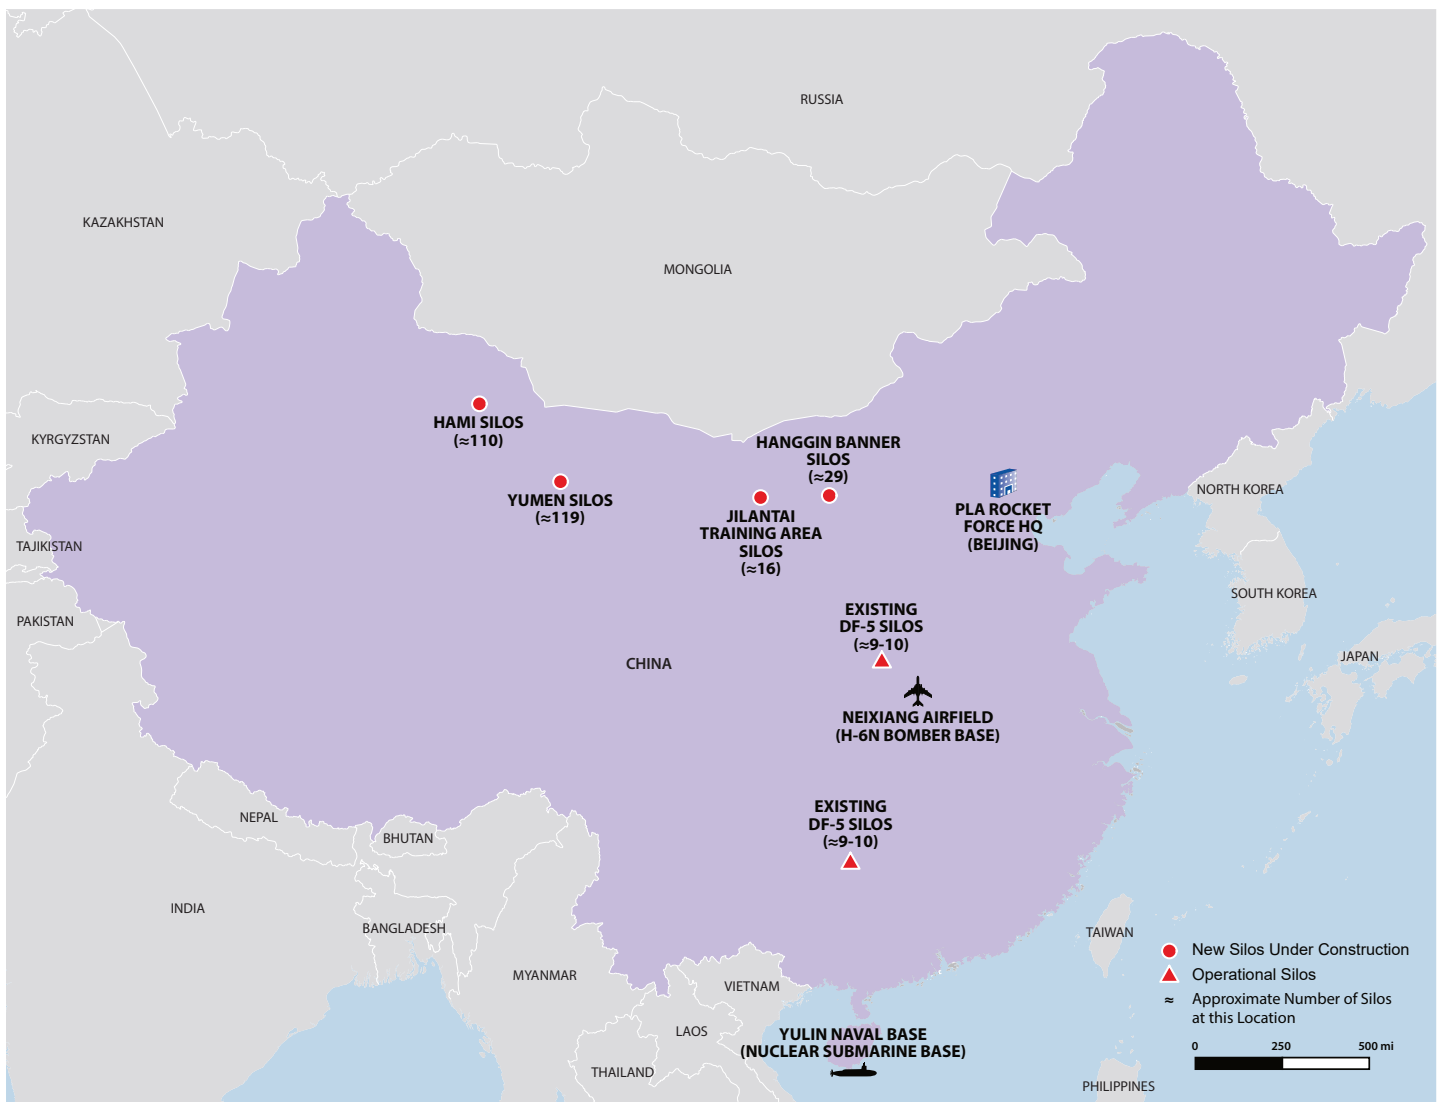 RUSSIA
KAZAKHSTAN
MONGOLIA
HAMI SILOS
(≈110)
KYRGYZSTAN
YUMEN SILOS
(≈119)
HANGGIN BANNER
SILOS
(≈29)
JILANTAI
TRAINING AREA
SILOS
(≈16)
PLA ROCKET
FORCE HQ
(BEIJING)
NORTH KOREA
TAJIKISTAN
SOUTH KOREA
PAKISTAN
EXISTING
DF-5 SILOS
(≈9-10)
CHINA
JAPAN
NEIXIANG AIRFIELD
(H-6N BOMBER BASE)
EXISTING
DF-5 SILOS
(≈9-10)
NEPAL
BHUTAN
INDIA
BANGLADESH
TAIWAN
MYANMAR
VIETNAM
LAOS
YULIN NAVAL BASE
(NUCLEAR SUBMARINE BASE)
THAILAND
PHILIPPINES
New Silos Under Construction
Operational Silos
≈ Approximate Number of Silos
at this Location
0 250 500 mi